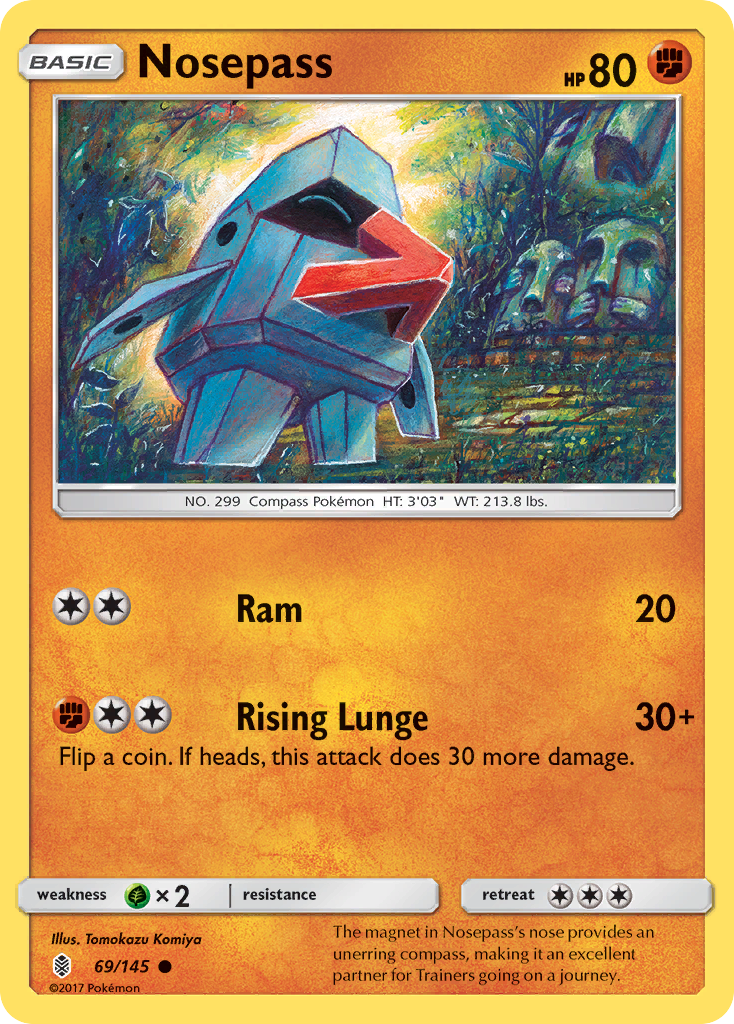 BASIC Nosepass HP 80
NO. 299 Compass Pokémon HT: 3'03" WT: 213.8 lbs.
Ram 20
Rising Lunge 30+
Flip a coin. If heads, this attack does 30 more damage.
weakness × 2 resistance retreat
Illus. Tomokazu Komiya
69/145
©2017 Pokémon
The magnet in Nosepass's nose provides an
unerring compass, making it an excellent
partner for Trainers going on a journey.